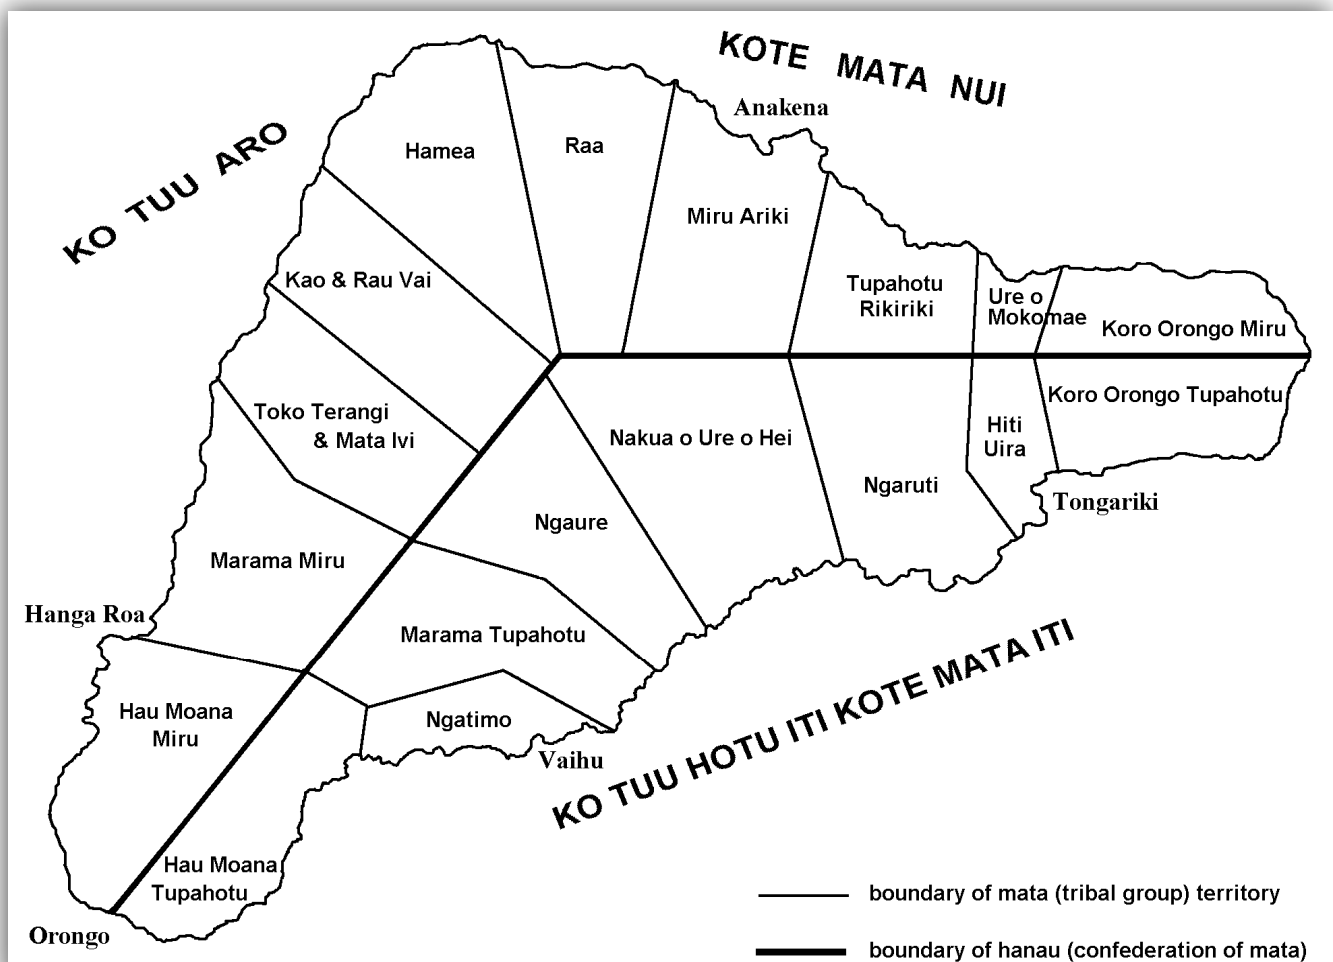 KOTE MATA NUI
Anakena
KO TUU ARO
Hamea
Raa
Miru Ariki
Kao & Rau Vai
Tupahotu
Rikiriki
Ure o
Mokomae
Koro Orongo Miru
Toko Terangi
& Mata Ivi
Nakua o Ure o Hei
Koro Orongo Tupahotu
Hiti
Uira
Ngaruti
Tongariki
Ngaure
Marama Miru
Hanga Roa
Marama Tupahotu
Hau Moana
Miru
Ngatimo
Vaihu
KO TUU HOTU ITI KOTE MATA ITI
Hau Moana
Tupahotu
Orongo
boundary of mata (tribal group) territory
boundary of hanau (confederation of mata)